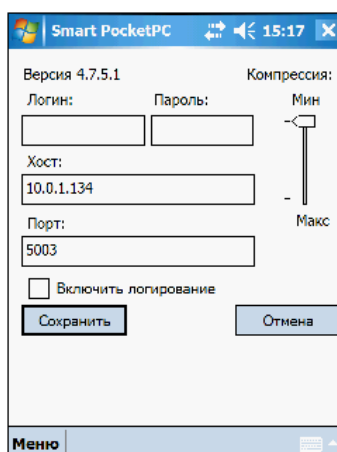 Smart PocketPC 15:17
Версия 4.7.5.1 Компрессия:
Логин: Пароль: Мин
Хост:
10.0.1.134
Порт: Макс
5003
Включить логирование
Сохранить Отмена
Меню